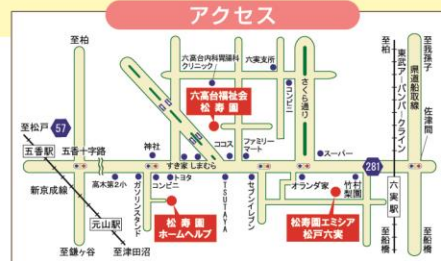 アクセス
至柏
六高台内科胃腸科
クリニック
六実支所
コンビニ
さくら通り
至柏
東武アーバンパークライン
県道船取線
至我孫子
佐津間
六高台福祉会
松寿園
至松戸
57
五香駅
五香十字路
神社
すき家
しまむら
ココス
ファミリー
マート
スーパー
281
新京成線
高木第2小
ガソリンスタンド
コンビニ
トヨタ
TSUTAYA
セブンイレブン
オランダ家
竹村
梨園
六実駅
元山駅
松寿園
ホームヘルプ
松寿園エミシア
松戸六実
至鎌ヶ谷
至津田沼
至船橋
至船橋